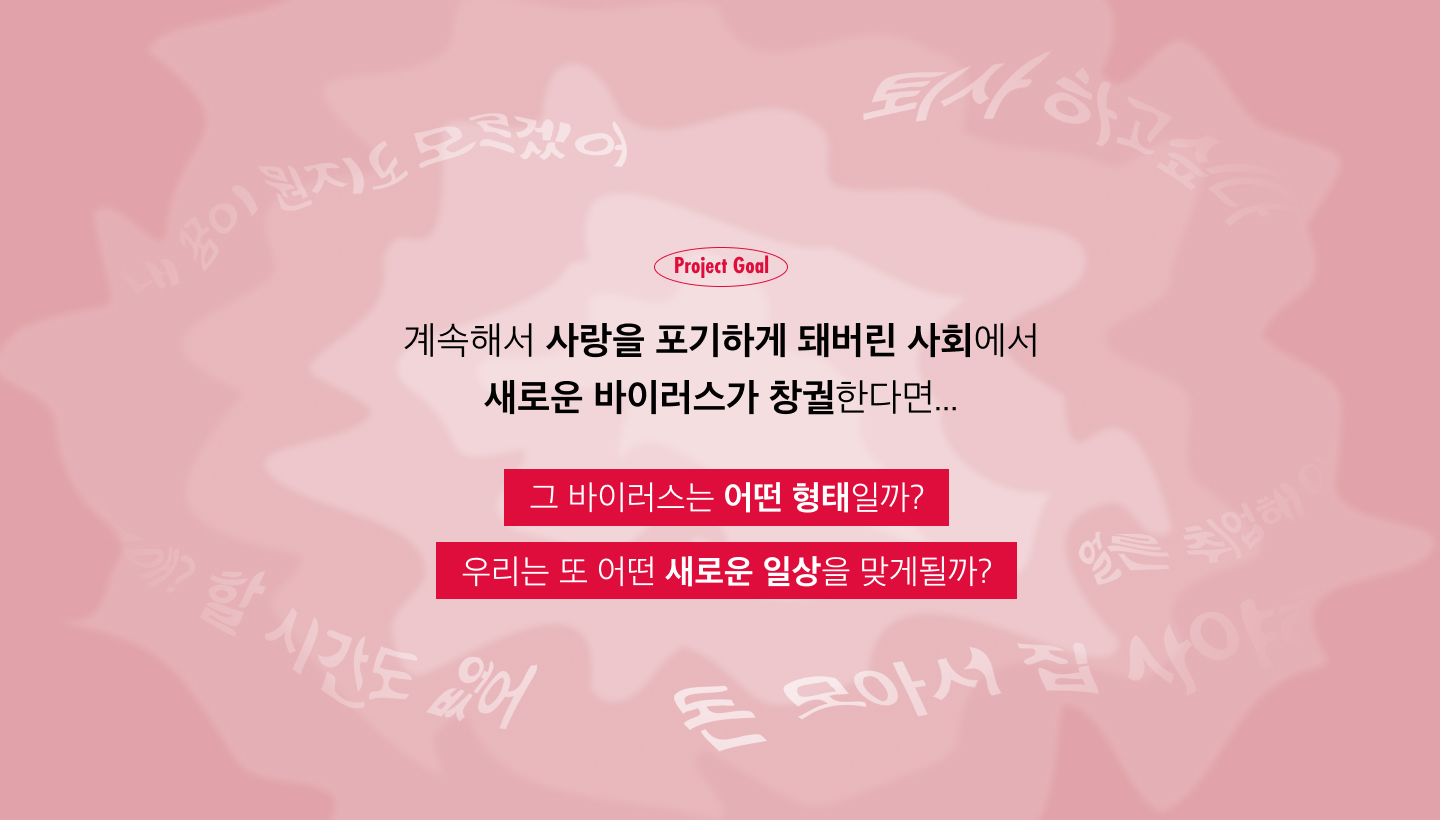 퇴사 하고싶다
내 꿈이 뭔지도 모르겠어
Project Goal
계속해서 사랑을 포기하게 돼버린 사회에서
새로운 바이러스가 창궐한다면...
그 바이러스는 어떤 형태일까?
우리는 또 어떤 새로운 일상을 맞게될까?
얼른 취업해야
할 시간도 없어
돈 모아서 집 사야